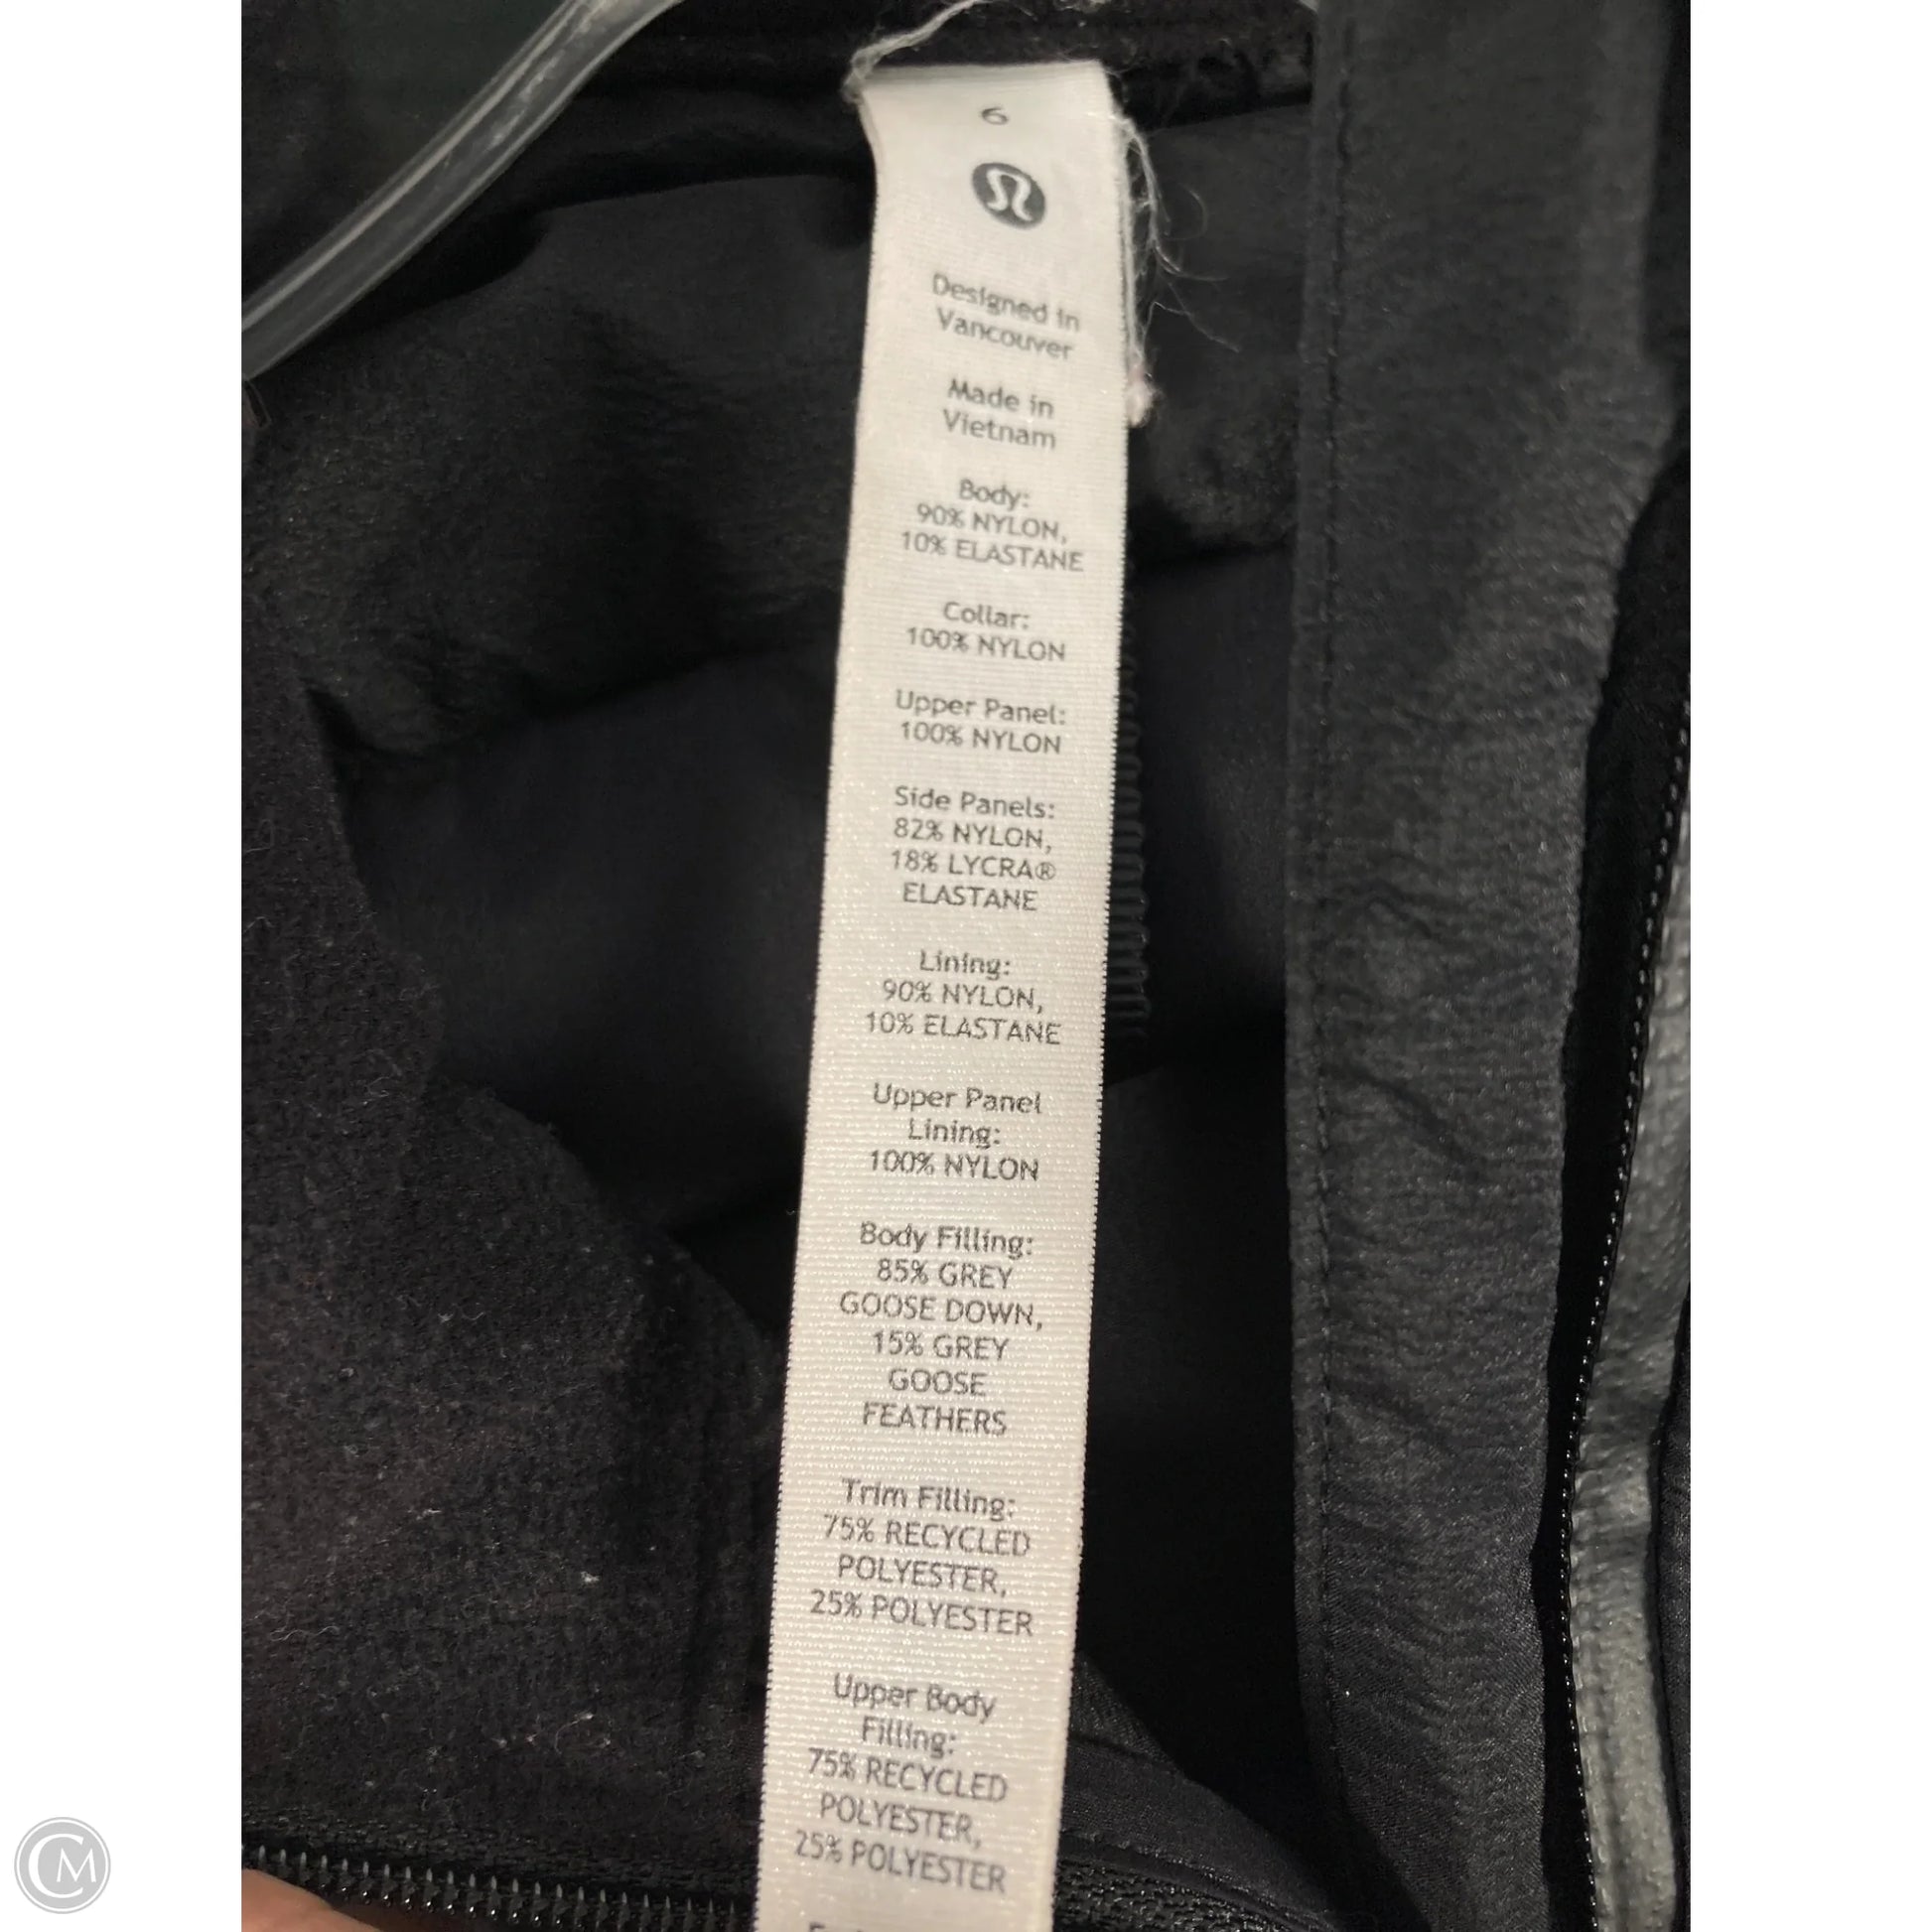 6
Designed in
Vancouver
Made in
Vietnam
Body:
90% NYLON,
10% ELASTANE
Collar:
100% NYLON
Upper Panel:
100% NYLON
Side Panels:
82% NYLON,
18% LYCRA®
ELASTANE
Lining:
90% NYLON,
10% ELASTANE
Upper Panel
Lining:
100% NYLON
Body Filling:
85% GREY
GOOSE DOWN,
15% GREY
GOOSE
FEATHERS
Trim Filling:
75% RECYCLED
POLYESTER,
25% POLYESTER
Upper Body
Filling:
75% RECYCLED
POLYESTER,
25% POLYESTER
CM